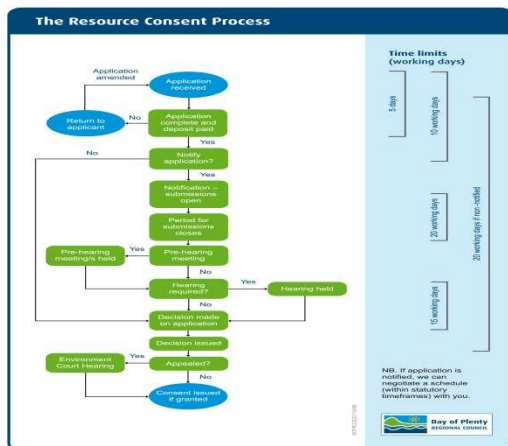 The Resource Consent Process
Application
amended
Application
received
Return to
applicant
No
Application
complete and
deposit paid
Yes
No
Notify
application?
Yes
Notification –
submissions
open
Period for
submissions
closes
Pre-hearing
meeting/s held
Yes
Pre-hearing
meeting
No
Hearing
required?
Yes
Hearing held
No
Decision made
on application
Decision issued
Environment
Court Hearing
Yes
Appealed?
No
Consent issued
if granted
Time limits
(working days)
5 days
10 working days
20 working days
20 working days if non -notified
15 working days
NB. If application is
notified, we can
negotiate a schedule
(within statutory
timeframes) with you.
Bay of Plenty
REGIONAL COUNCIL